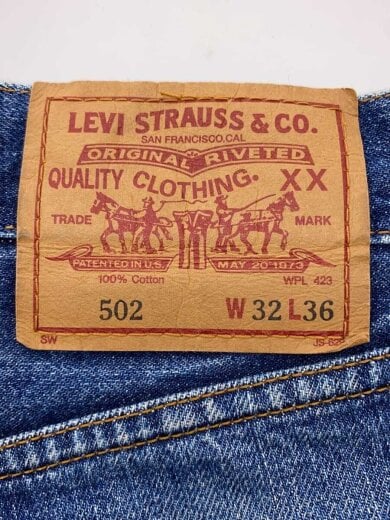 LEVI STRAUSS & CO.
SAN FRANCISCO, CAL
ORIGINAL RIVETED
QUALITY CLOTHING. XX
TRADE MARK
PATENTED IN U.S. MAY 20 1873
100% Cotton WPL 423
502 W 32 L 36
SW